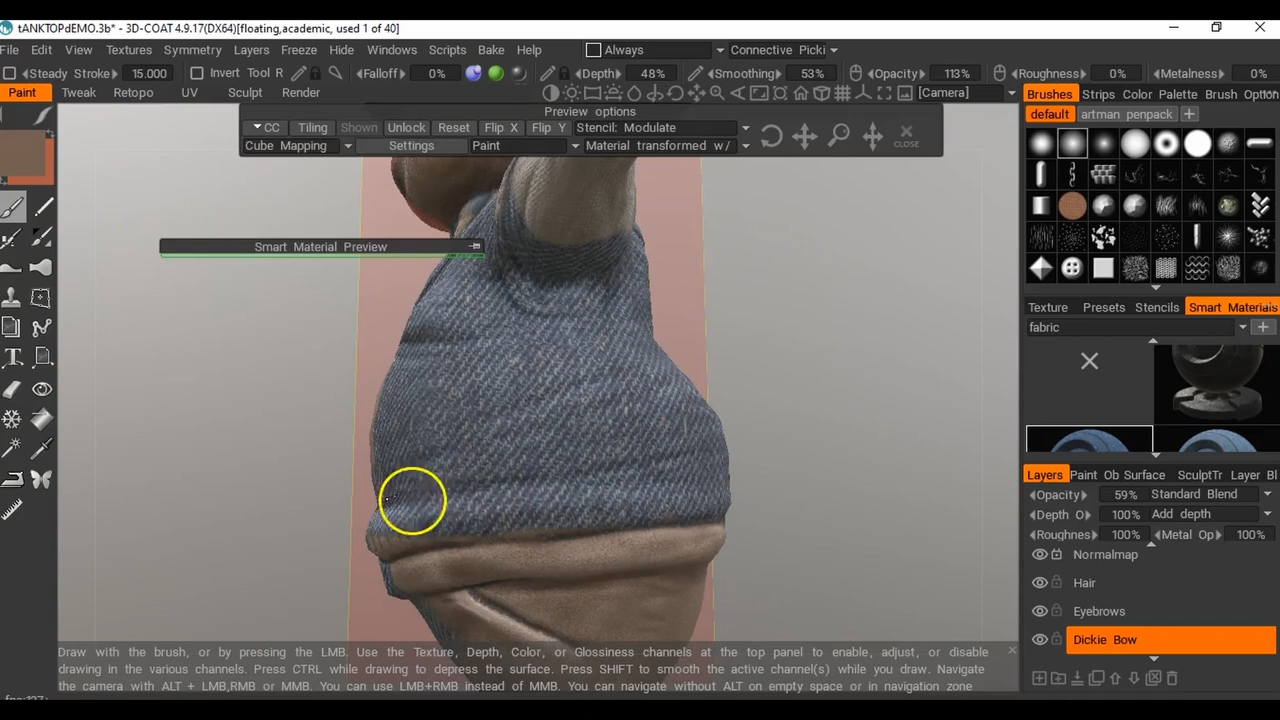 tANKTOPdEMO.3b* - 3D-COAT 4.9.17(DX64)[floating,academic, used 1 of 40]
File Edit View Textures Symmetry Layers Freeze Hide Windows Scripts Bake Help Always Connective Picki
Steady Stroke 15.000 Invert Tool R Falloff 0% Depth 48% Smoothing 53% Opacity 113% Roughness 0% Metalness 0%
Paint Tweak Retopo UV Sculpt Render [Camera] Brushes Strips Color Palette Brush Option
Preview options
default artman penpack
CC Tiling Shown Unlock Reset Flip X Flip Y Stencil: Modulate
Cube Mapping Settings Paint Material transformed w/ CLOSE
Smart Material Preview
Texture Presets Stencils Smart Materials
fabric
Layers Paint Ob Surface SculptTr Layer Bl
Opacity 59% Standard Blend
Depth O 100% Add depth
Roughness 100% Metal Op 100%
Normalmap
Hair
Eyebrows
Dickie Bow
Draw with the brush, or by pressing the LMB. Use the Texture, Depth, Color, or Glossiness channels at the top panel to enable, adjust, or disable
drawing in the various channels. Press CTRL while drawing to depress the surface. Press SHIFT to smooth the active channel(s) while you draw. Navigate
the camera with ALT + LMB,RMB or MMB. You can use LMB+RMB instead of MMB. You can navigate without ALT on empty space or in navigation zone